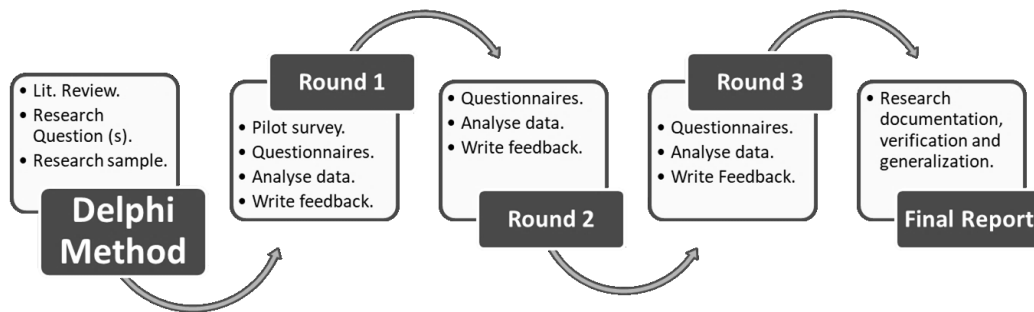 • Lit. Review.
• Research
Question (s).
• Research sample.
Delphi
Method
Round 1
• Pilot survey.
• Questionnaires.
• Analyse data.
• Write feedback.
• Questionnaires.
• Analyse data.
• Write feedback.
Round 2
Round 3
• Questionnaires.
• Analyse data.
• Write Feedback.
• Research
documentation,
verification and
generalization.
Final Report